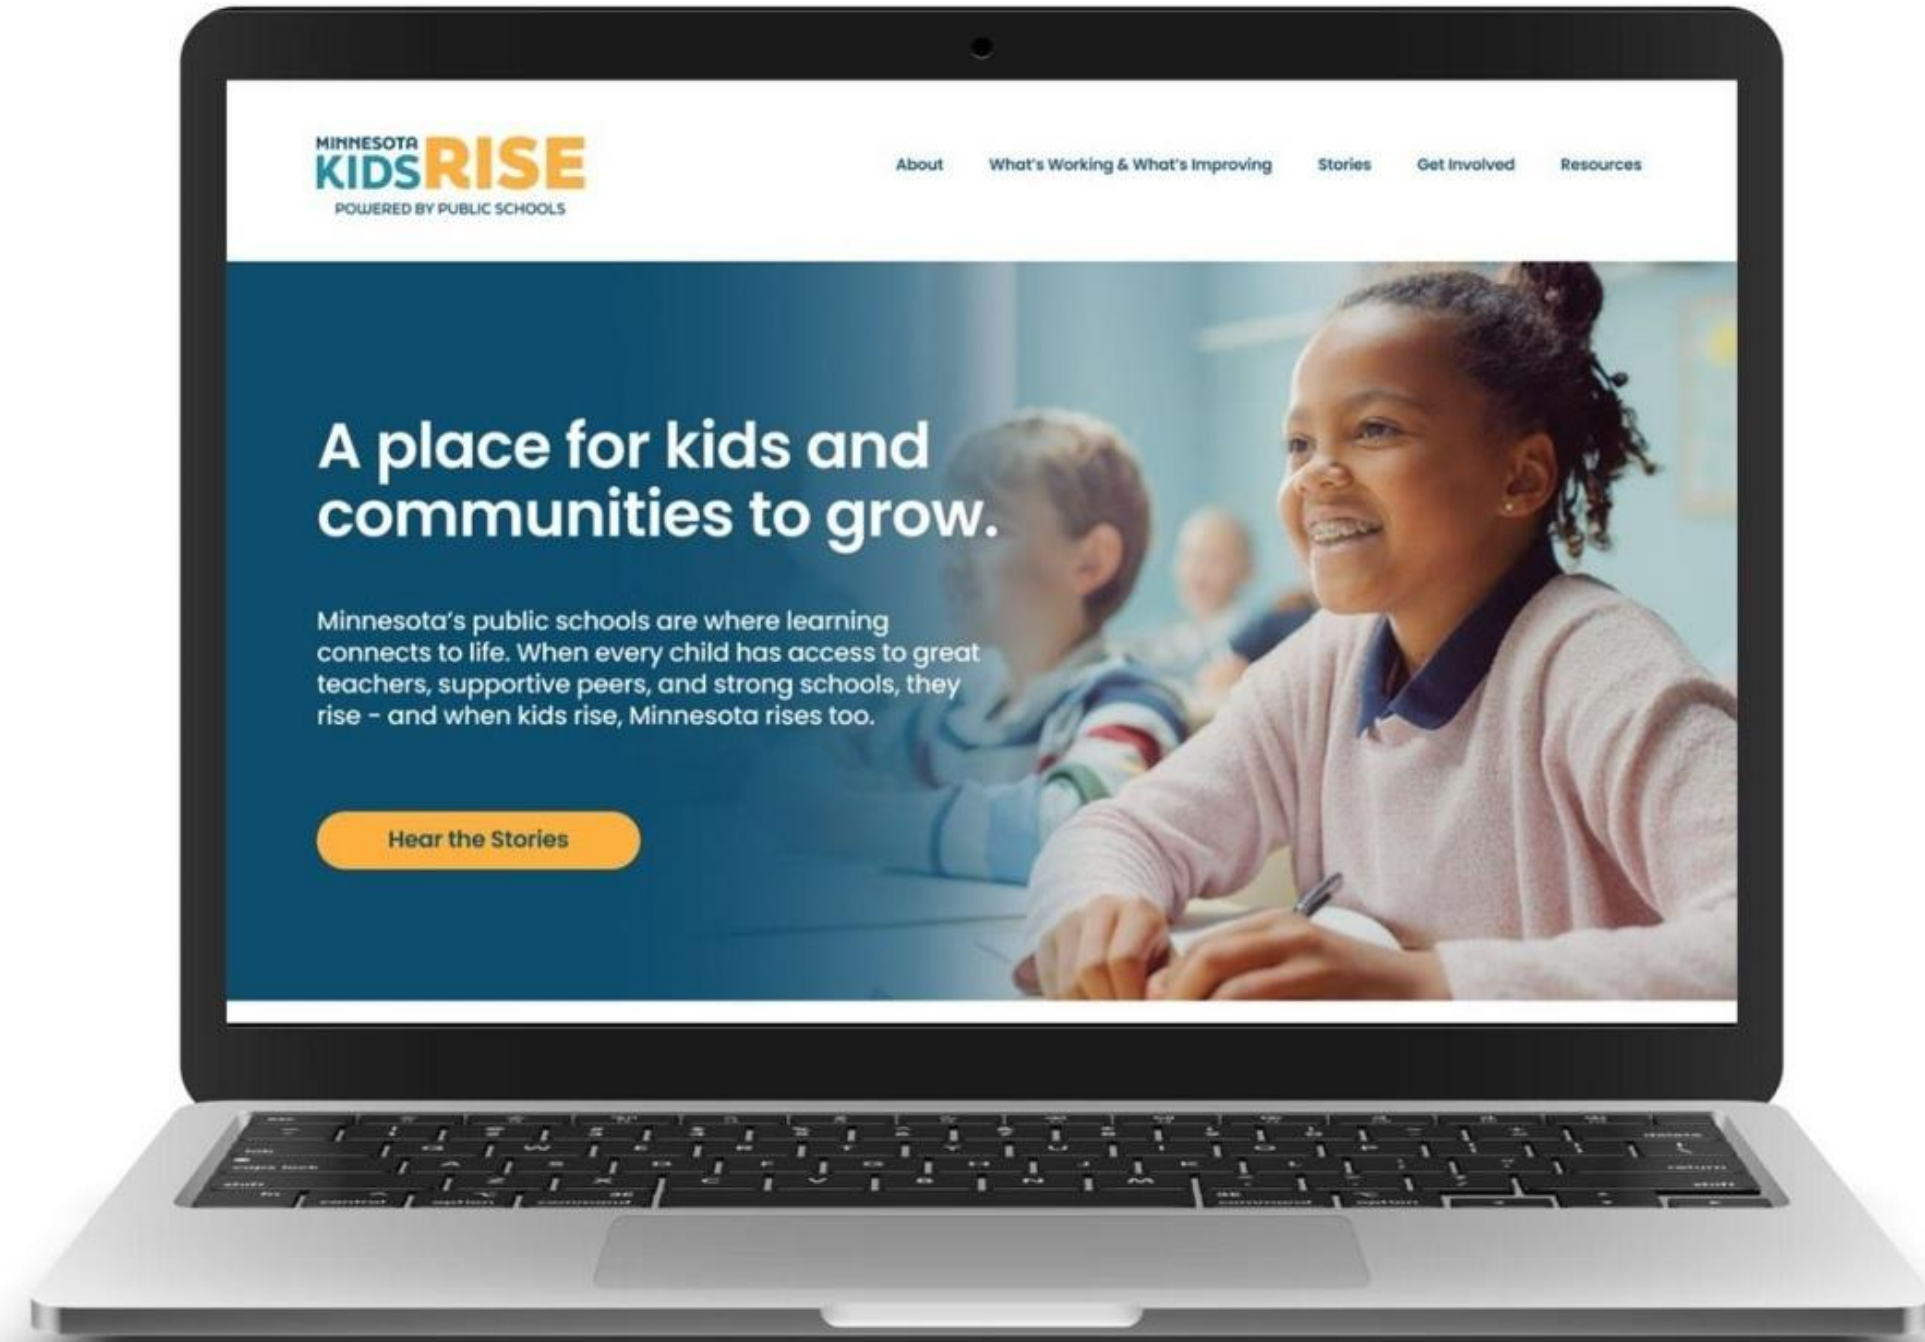 MINNESOTA
KIDS RISE
POWERED BY PUBLIC SCHOOLS
About What's Working & What's Improving Stories Get Involved Resources
A place for kids and
communities to grow.
Minnesota's public schools are where learning
connects to life. When every child has access to great
teachers, supportive peers, and strong schools, they
rise - and when kids rise, Minnesota rises too.
Hear the Stories